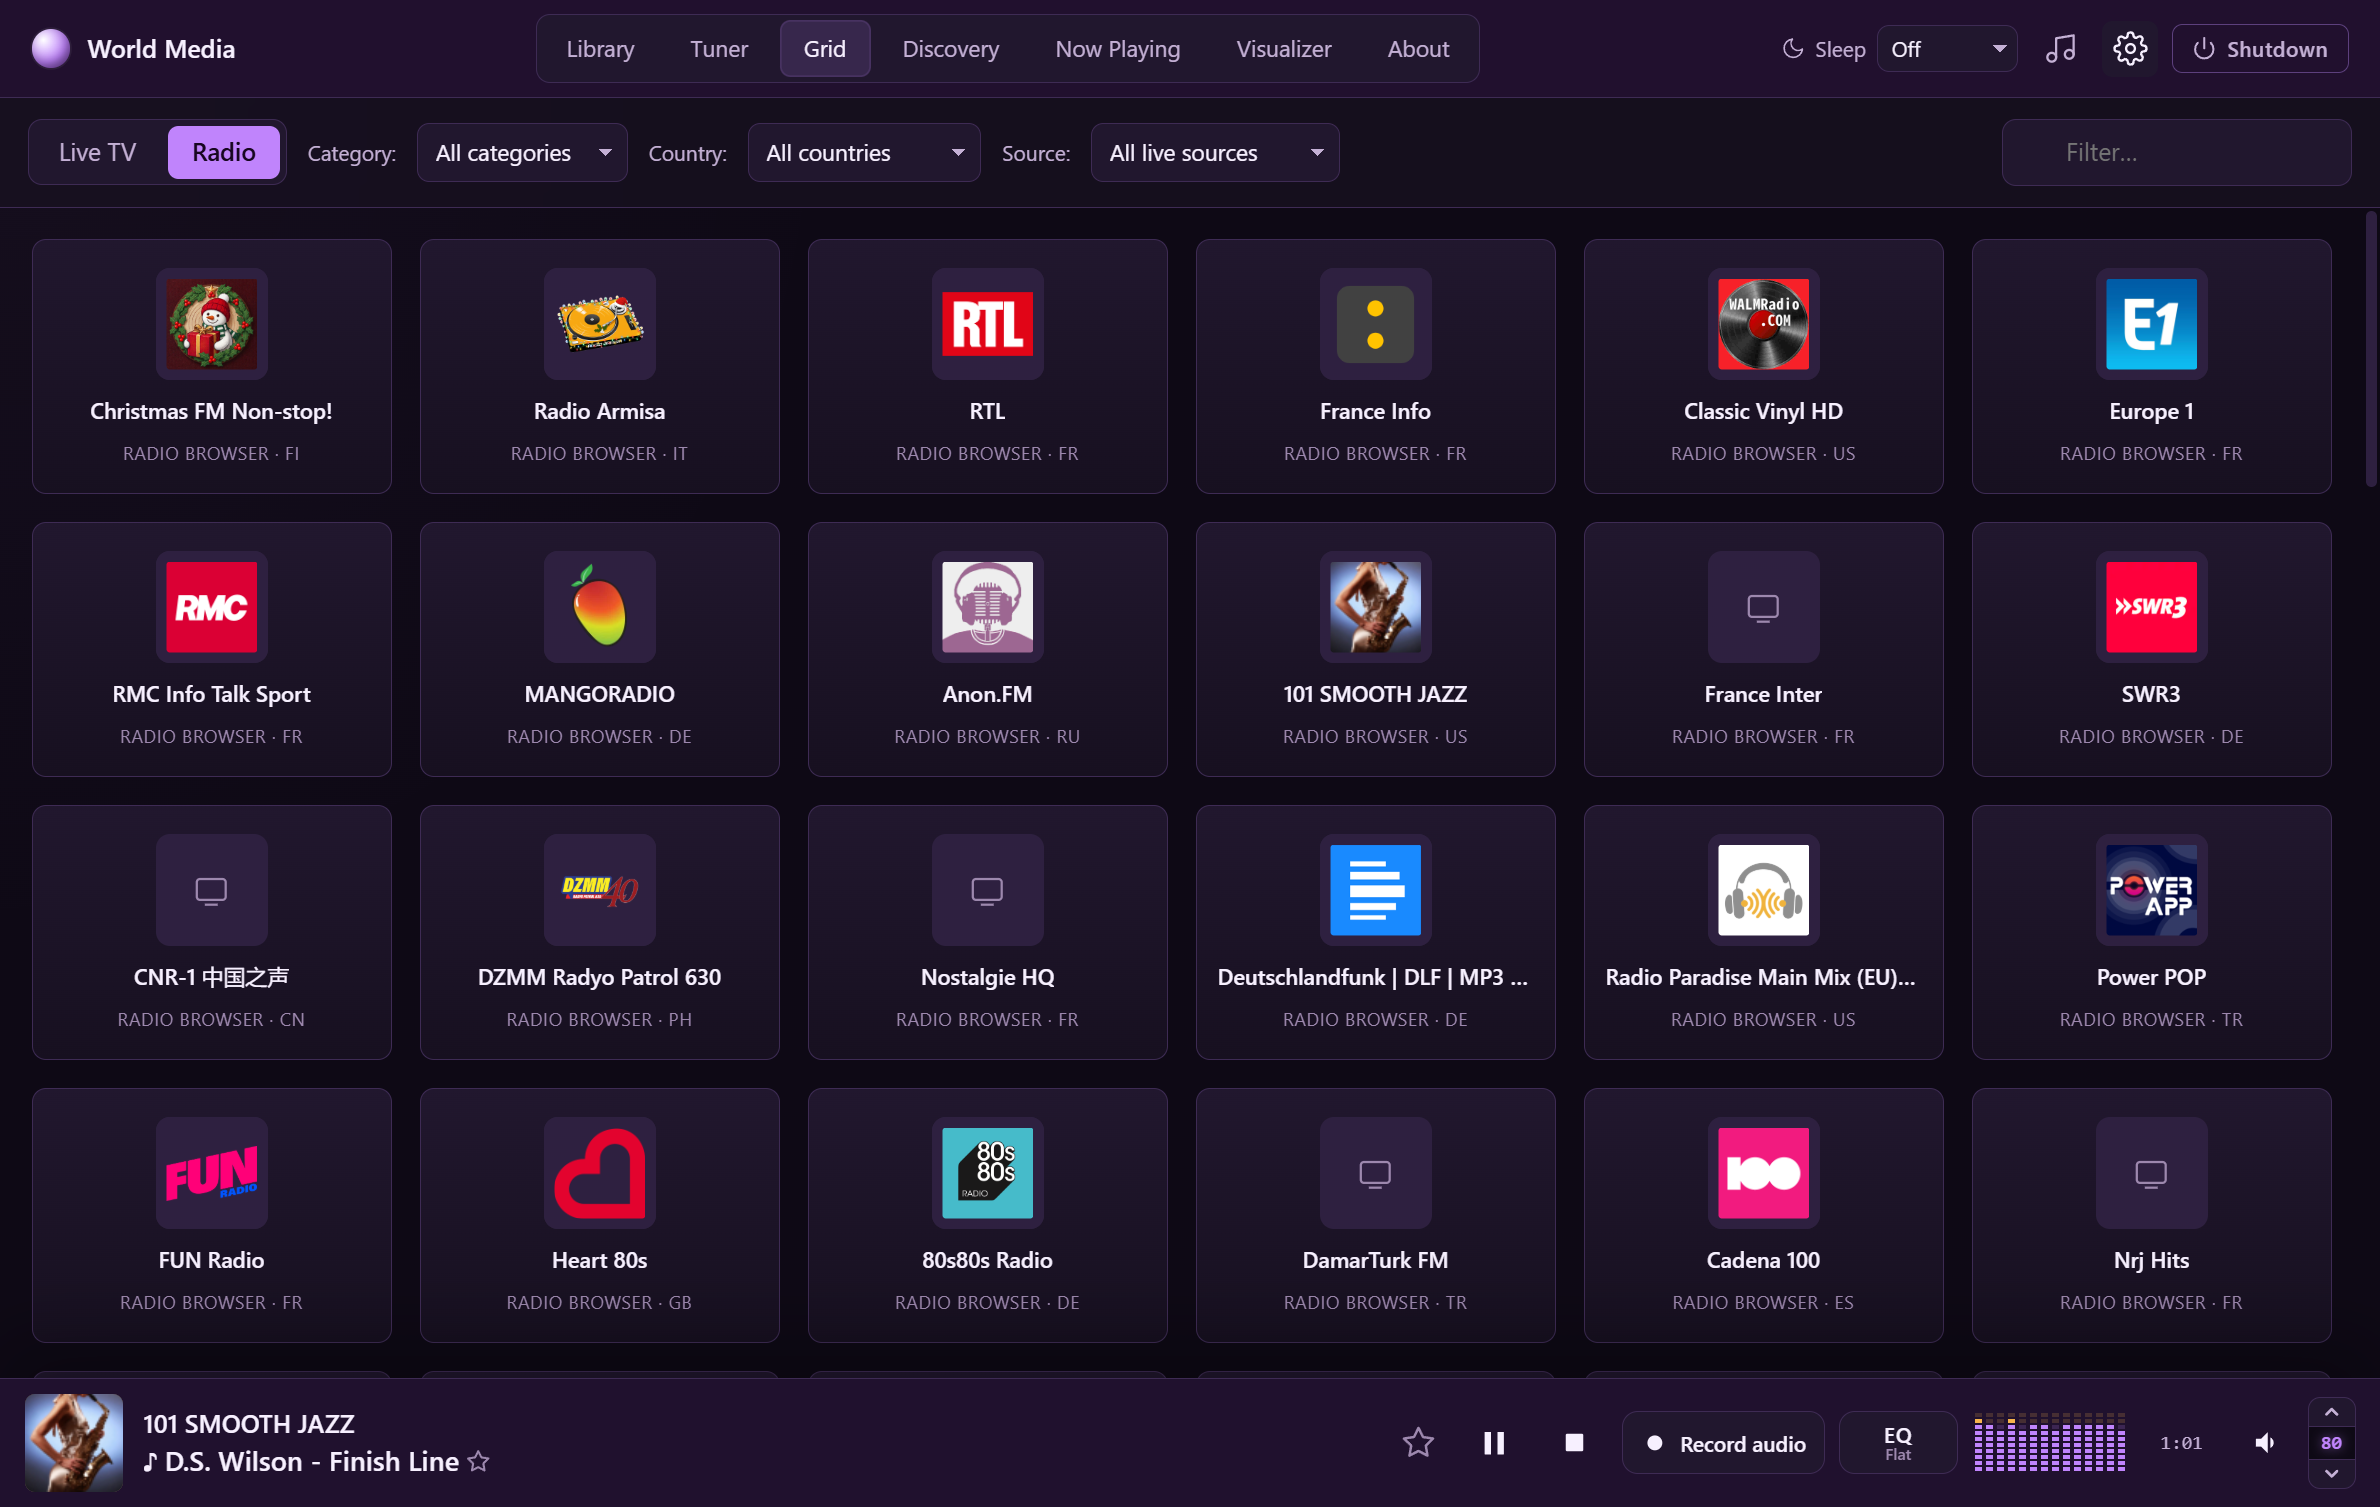 World Media
Library
Tuner
Grid
Discovery
Now Playing
Visualizer
About
Sleep
Off
Shutdown
Live TV
Radio
Category:
All categories
Country:
All countries
Source:
All live sources
Filter...
Christmas FM Non-stop!
RADIO BROWSER · FI
Radio Armisa
RADIO BROWSER · IT
RTL
RTL
RADIO BROWSER · FR
France Info
RADIO BROWSER · FR
WALMRadio
.COM
Classic Vinyl HD
RADIO BROWSER · US
E1
Europe 1
RADIO BROWSER · FR
RMC
RMC Info Talk Sport
RADIO BROWSER · FR
MANGORADIO
RADIO BROWSER · DE
Anon.FM
RADIO BROWSER · RU
101 SMOOTH JAZZ
RADIO BROWSER · US
France Inter
RADIO BROWSER · FR
SWR3
SWR3
RADIO BROWSER · DE
CNR-1 中国之声
RADIO BROWSER · CN
DZMM 40
DZMM Radyo Patrol 630
RADIO BROWSER · PH
Nostalgie HQ
RADIO BROWSER · FR
Deutschlandfunk | DLF | MP3 ...
RADIO BROWSER · DE
Radio Paradise Main Mix (EU)...
RADIO BROWSER · US
POWER
APP
Power POP
RADIO BROWSER · TR
FUN
RADIO
FUN Radio
RADIO BROWSER · FR
Heart 80s
RADIO BROWSER · GB
80s
80s
RADIO
80s80s Radio
RADIO BROWSER · DE
DamarTurk FM
RADIO BROWSER · TR
100
Cadena 100
RADIO BROWSER · ES
Nrj Hits
RADIO BROWSER · FR
101 SMOOTH JAZZ
D.S. Wilson - Finish Line
Record audio
EQ
Flat
1:01
80